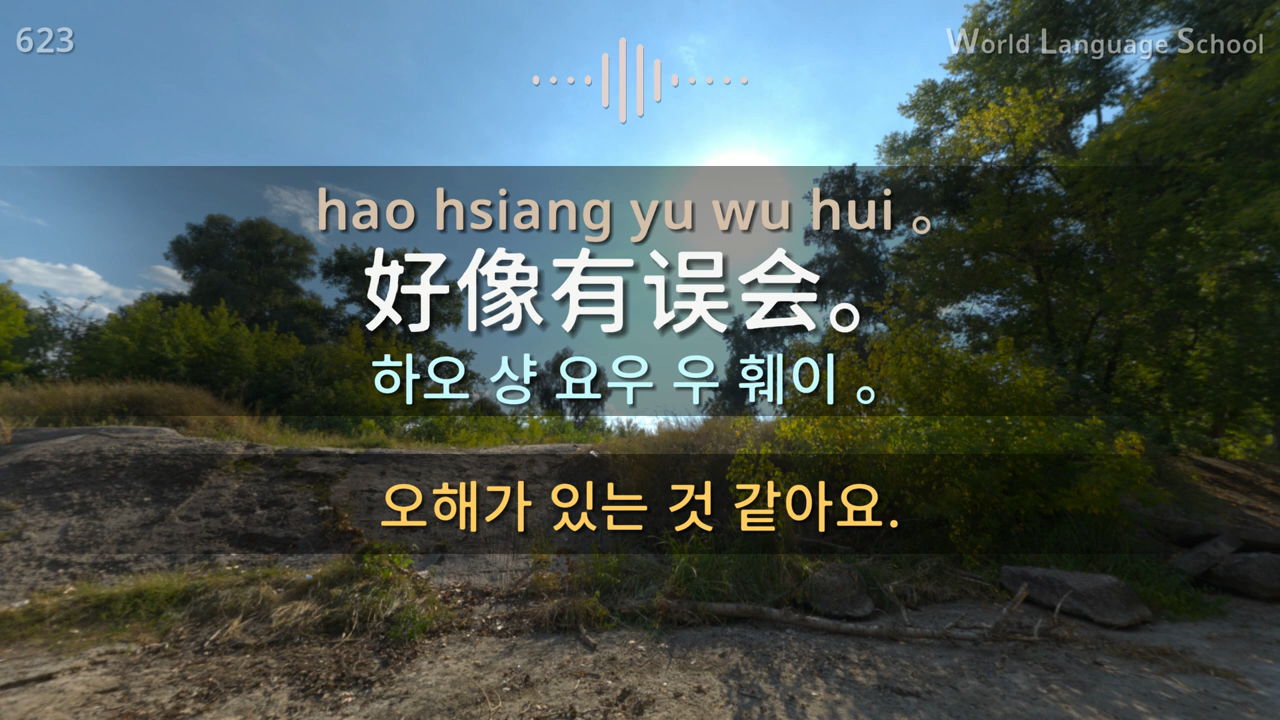 623
World Language School
hao hsiang yu wu hui 。
好像有误会。
하오 샹 요우 우 훼이 。
오해가 있는 것 같아요.